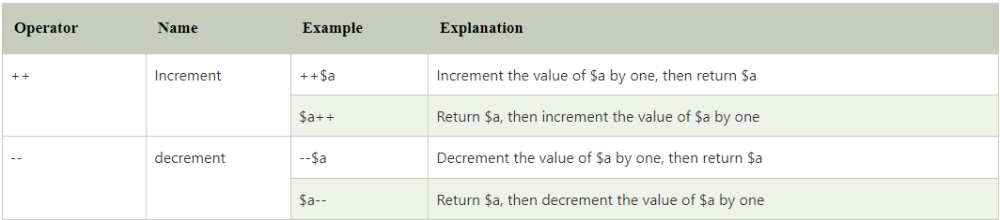 Operator Name Example Explanation
++ Increment ++$a Increment the value of $a by one, then return $a
$a++ Return $a, then increment the value of $a by one
-- decrement --$a Decrement the value of $a by one, then return $a
$a-- Return $a, then decrement the value of $a by one